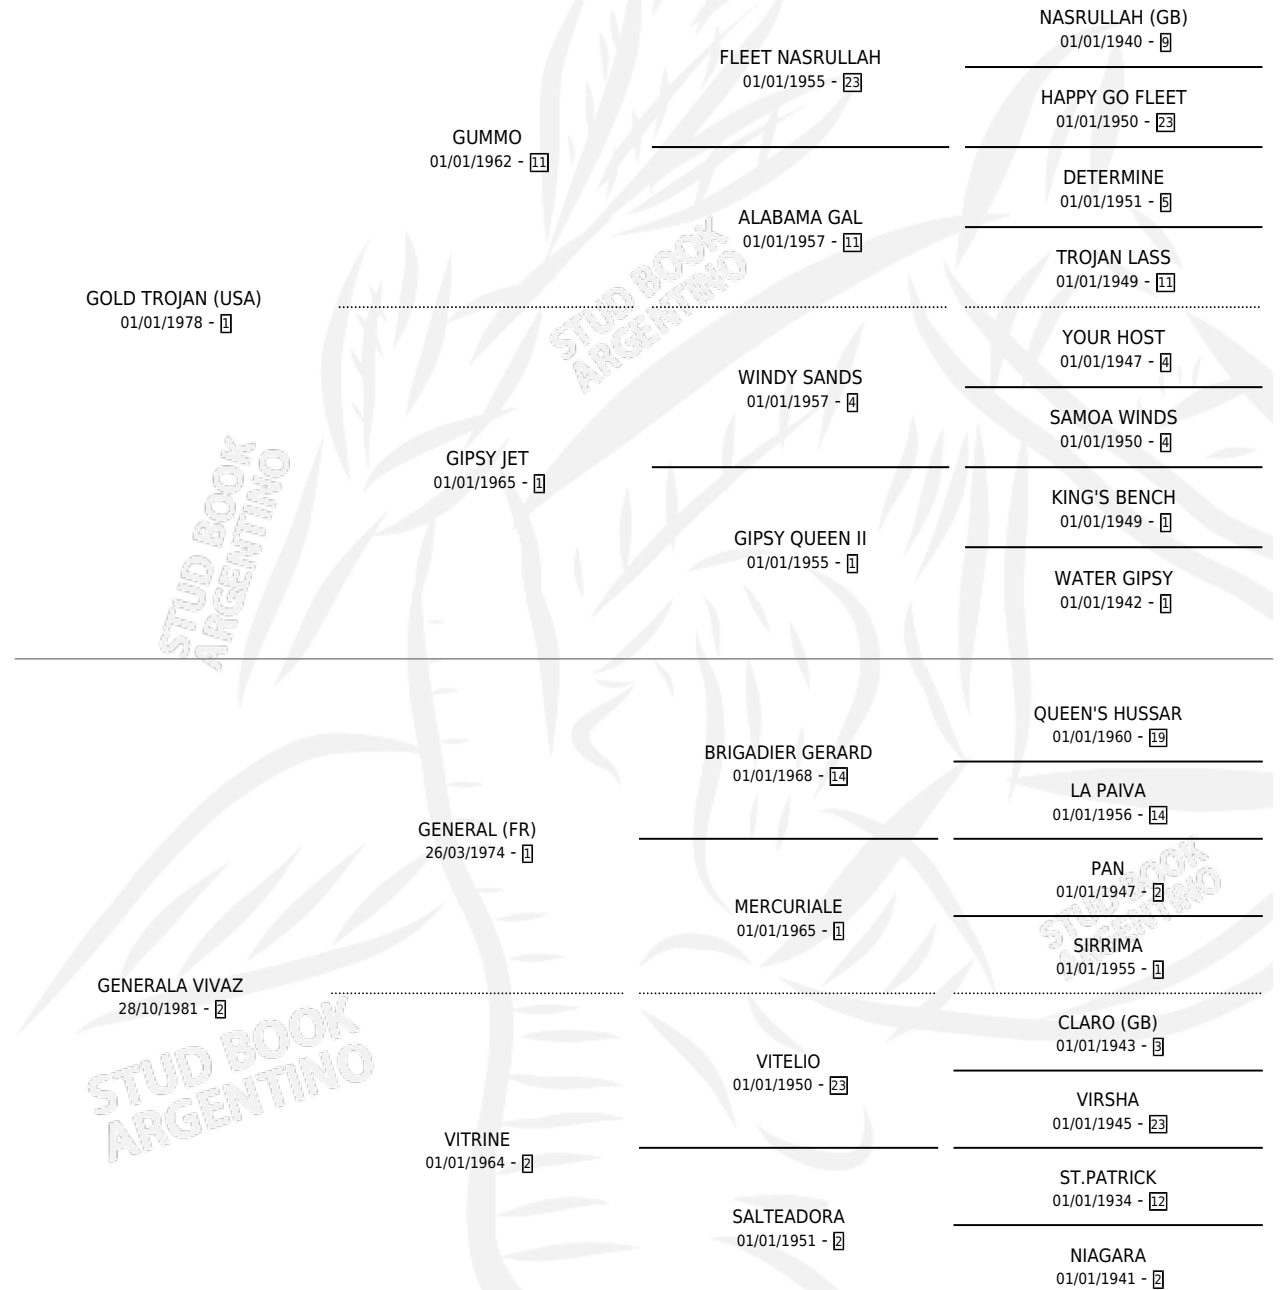 NASRULLAH (GB)
01/01/1940 - 9
FLEET NASRULLAH
01/01/1955 - 23
HAPPY GO FLEET
01/01/1950 - 23
GUMMO
01/01/1962 - 11
DETERMINE
01/01/1951 - 5
ALABAMA GAL
01/01/1957 - 11
TROJAN LASS
01/01/1949 - 11
GOLD TROJAN (USA)
01/01/1978 - 1
YOUR HOST
01/01/1947 - 4
WINDY SANDS
01/01/1957 - 4
SAMOA WINDS
01/01/1950 - 4
GIPSY JET
01/01/1965 - 1
KING'S BENCH
01/01/1949 - 1
GIPSY QUEEN II
01/01/1955 - 1
WATER GIPSY
01/01/1942 - 1
QUEEN'S HUSSAR
01/01/1960 - 19
BRIGADIER GERARD
01/01/1968 - 14
LA PAIVA
01/01/1956 - 14
GENERAL (FR)
26/03/1974 - 1
PAN
01/01/1947 - 2
MERCURIALE
01/01/1965 - 1
SIRRIMA
01/01/1955 - 1
GENERALA VIVAZ
28/10/1981 - 2
CLARO (GB)
01/01/1943 - 3
VITELIO
01/01/1950 - 23
VIRSHA
01/01/1945 - 23
VITRINE
01/01/1964 - 2
ST.PATRICK
01/01/1934 - 12
SALTEADORA
01/01/1951 - 2
NIAGARA
01/01/1941 - 2
STUD BOOK
ARGENTINO
STUD BOOK
ARGENTINO
STUD BOOK
ARGENTINO
STUD BOOK
ARGENTINO